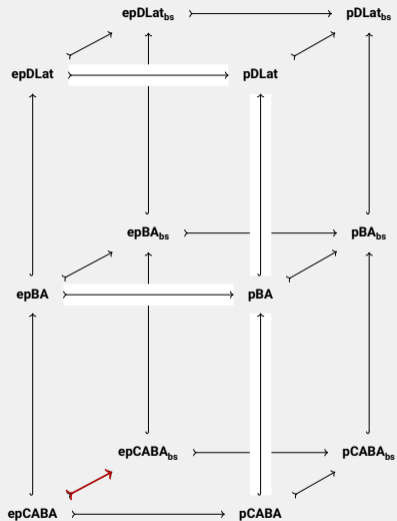 epDLat_bs pDLat_bs
epDLat pDLat
epBA_bs pBA_bs
epBA pBA
epCABA_bs pCABA_bs
epCABA pCABA